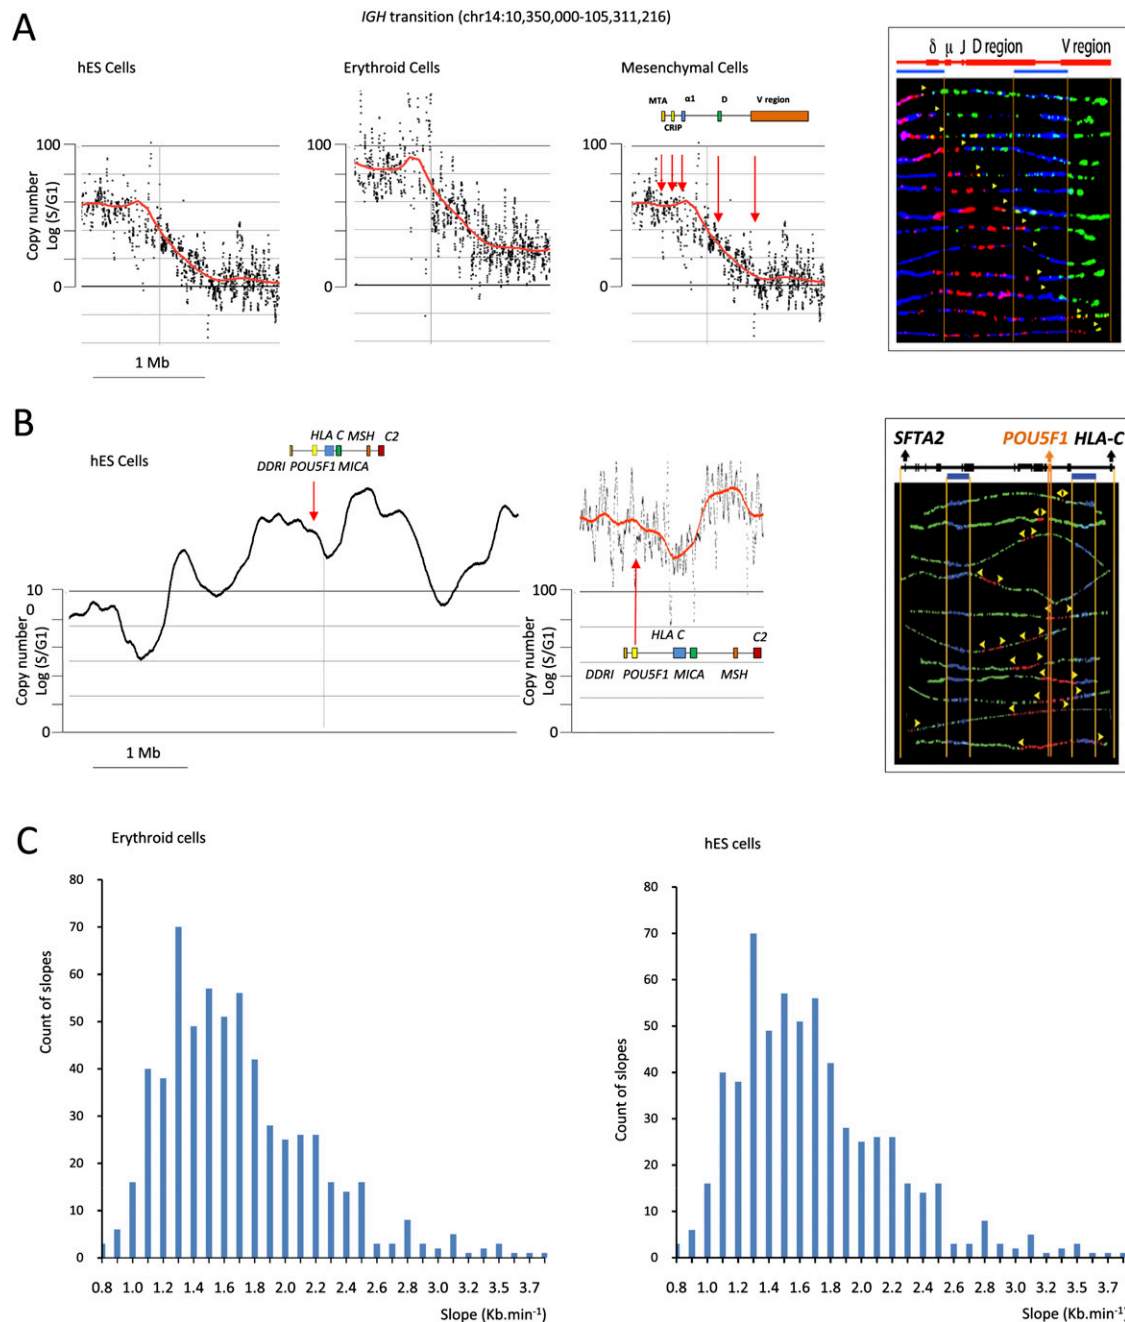 A
IGH transition (chr14:10,350,000-105,311,216)
hES Cells
Erythroid Cells
Mesenchymal Cells
MTA
CRIP
α1
D
V region
δ μ J D region V region
Copy number
Log (S/G1)
100
0
100
0
100
0
1 Mb
B
hES Cells
HLA C MSH C2
DDRI POU5F1 MICA
Copy number
Log (S/G1)
10
0
0
1 Mb
Copy number
Log (S/G1)
100
0
HLA C C2
DDRI POU5F1 MICA MSH
SFTA2 POU5F1 HLA-C
C
Erythroid cells
Count of slopes
80
70
60
50
40
30
20
10
0
0.8 1.0 1.2 1.4 1.6 1.8 2.0 2.2 2.4 2.6 2.8 3.0 3.2 3.5 3.7
Slope (Kb.min-1)
hES cells
Count of slopes
80
70
60
50
40
30
20
10
0
0.8 1.0 1.2 1.4 1.6 1.8 2.0 2.2 2.4 2.6 2.8 3.0 3.2 3.5 3.7
Slope (Kb.min-1)